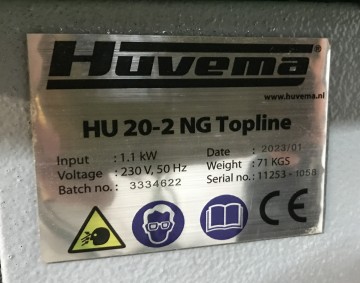 Huvema®
www.huvema.nl
HU 20-2 NG Topline
Input : 1.1 kW Date : 2023/01
Voltage : 230 V, 50 Hz Weight : 71 KGS
Batch no. : 3334622 Serial no. : 11253 - 1058
CE